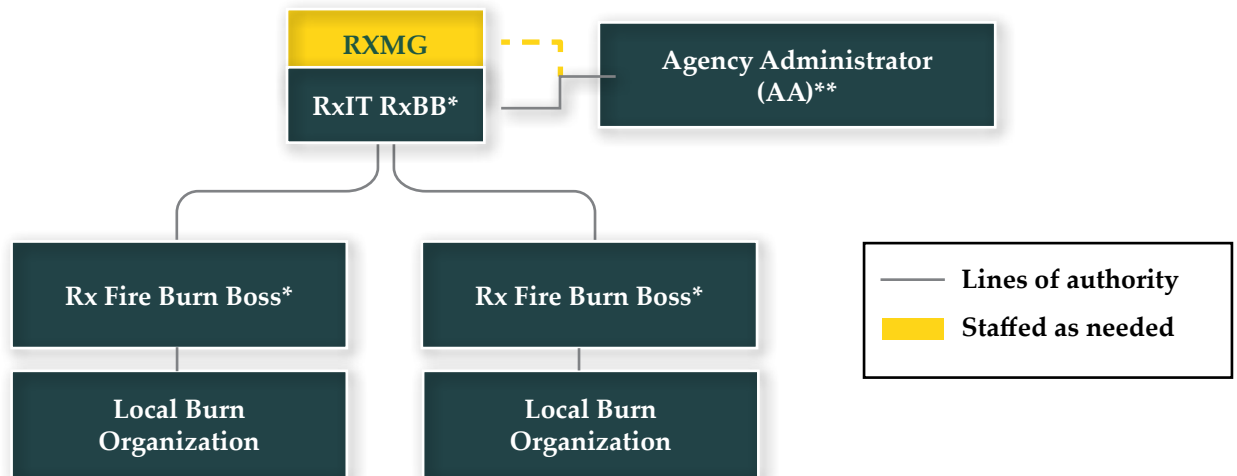 RXMG
RxIT RxBB*
Agency Administrator
(AA)**
Rx Fire Burn Boss*
Rx Fire Burn Boss*
Local Burn
Organization
Local Burn
Organization
Lines of authority
Staffed as needed